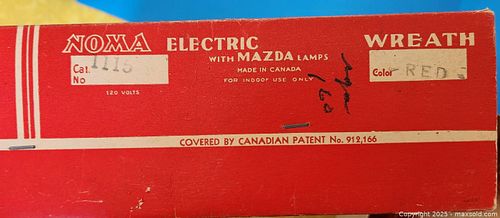 NOMA ELECTRIC WREATH
WITH MAZDA LAMPS
Cat. No 1115
MADE IN CANADA
Color RED
FOR INDOOR USE ONLY
120 VOLTS
160
COVERED BY CANADIAN PATENT No. 912,166
Copyright © 2025 - maxsold.com